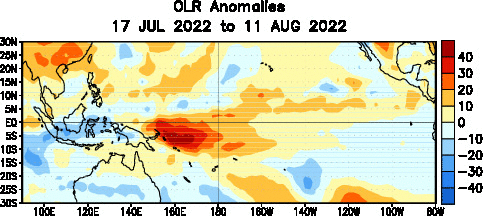 OLR Anomalies
17 JUL 2022 to 11 AUG 2022
30N
25N
20N
15N
10N
5N
EQ
5S
10S
15S
20S
25S
30S
100E 120E 140E 160E 180 160W 140W 120W 100W 80W
40
30
20
10
0
-10
-20
-30
-40